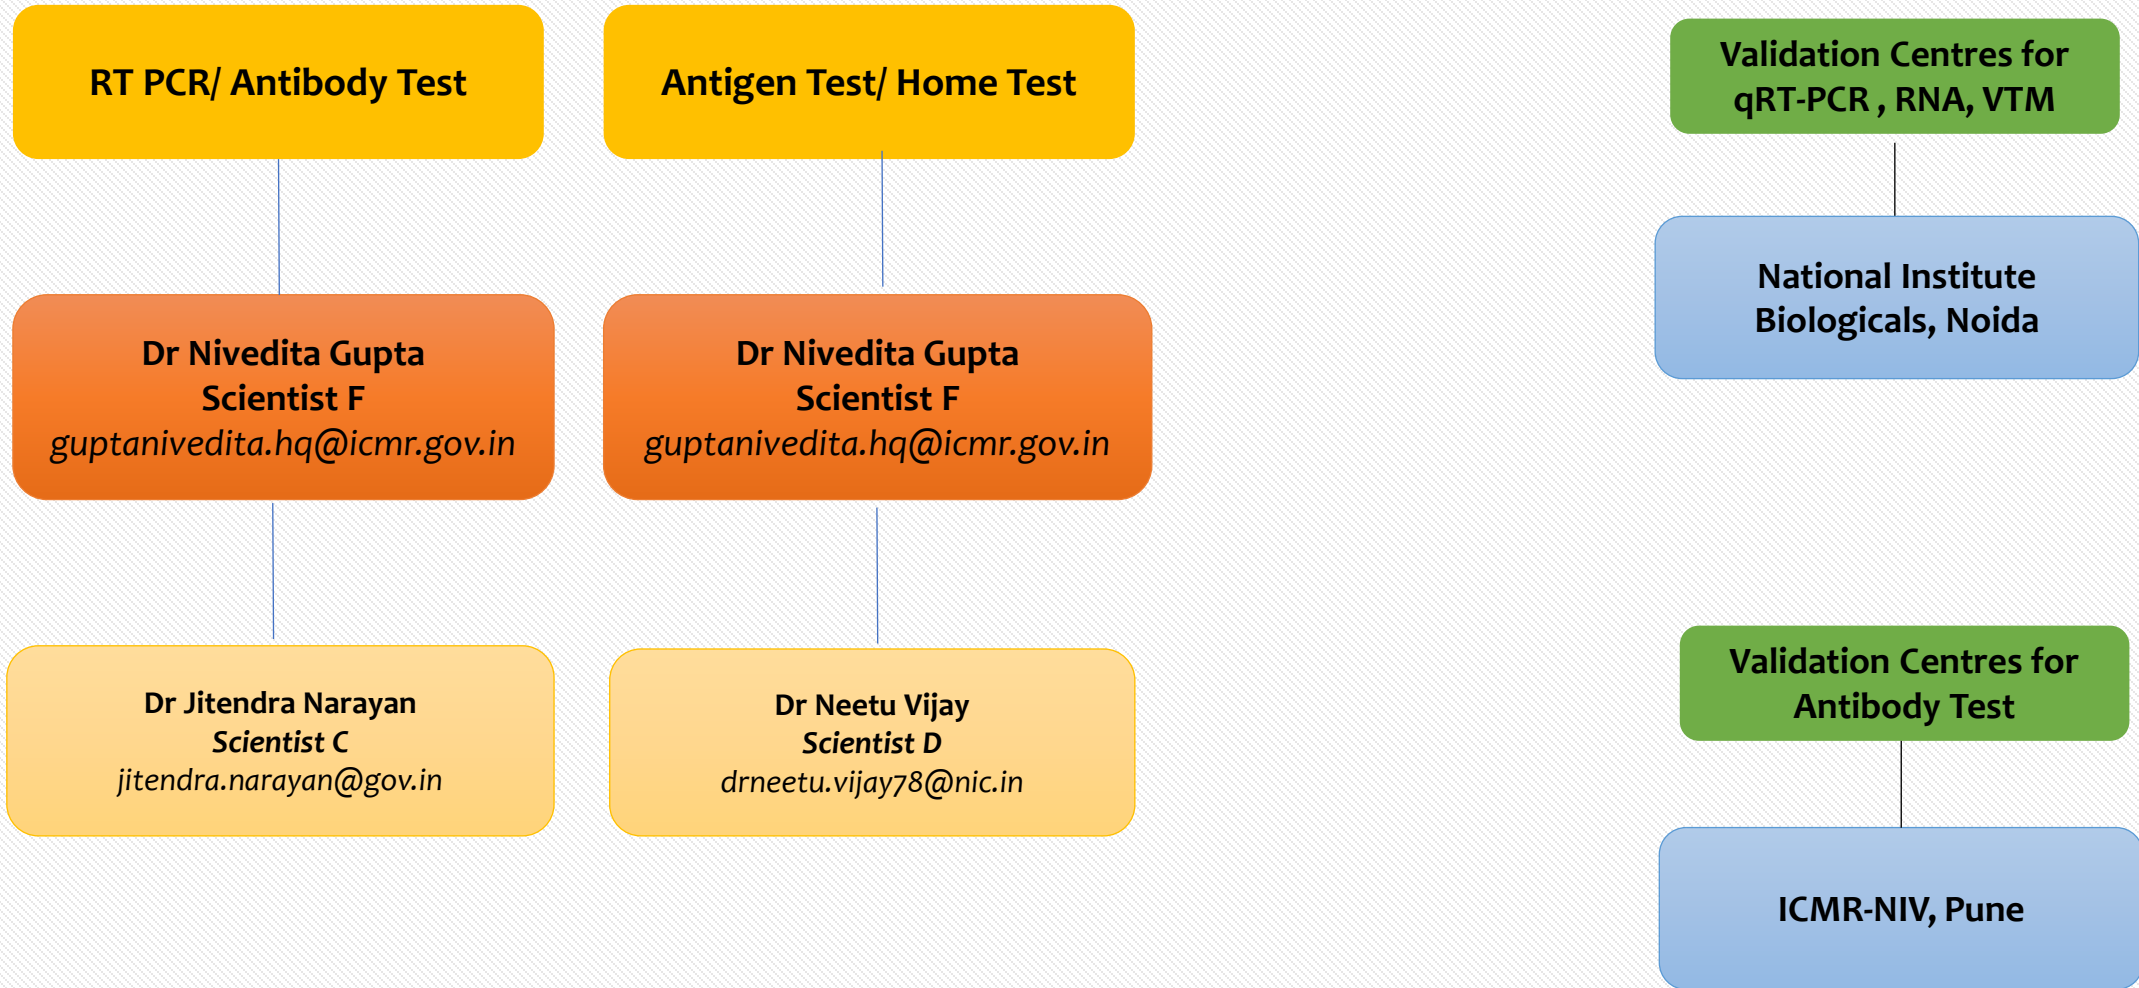 RT PCR/ Antibody Test
Dr Nivedita Gupta
Scientist F
guptanivedita.hq@icmr.gov.in
Dr Jitendra Narayan
Scientist C
jitendra.narayan@gov.in
Antigen Test/ Home Test
Dr Nivedita Gupta
Scientist F
guptanivedita.hq@icmr.gov.in
Dr Neetu Vijay
Scientist D
drneetu.vijay78@nic.in
Validation Centres for
qRT-PCR , RNA, VTM
National Institute
Biologicals, Noida
Validation Centres for
Antibody Test
ICMR-NIV, Pune